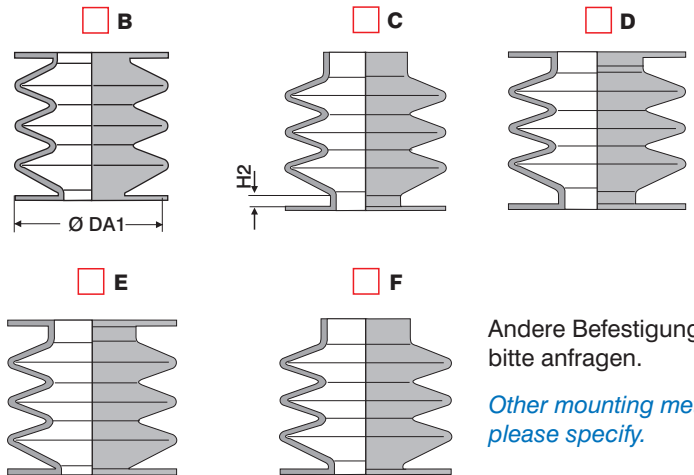 B
C
D
H2
Ø DA1
E
F
Andere Befestigung
bitte anfragen.
Other mounting me
please specify.